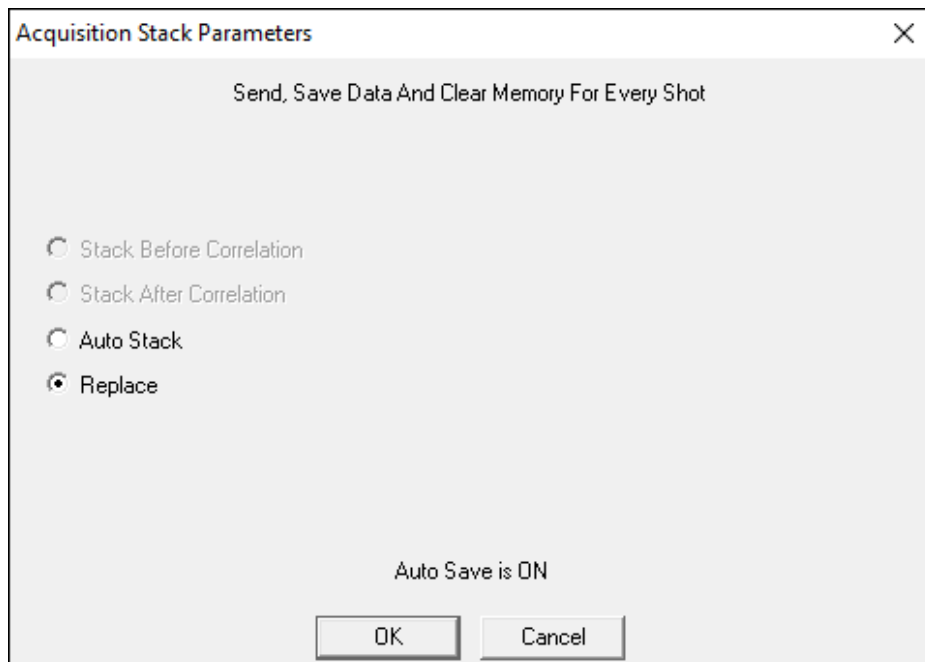 Acquisition Stack Parameters
Send, Save Data And Clear Memory For Every Shot
Stack Before Correlation
Stack After Correlation
Auto Stack
Replace
Auto Save is ON
OK Cancel